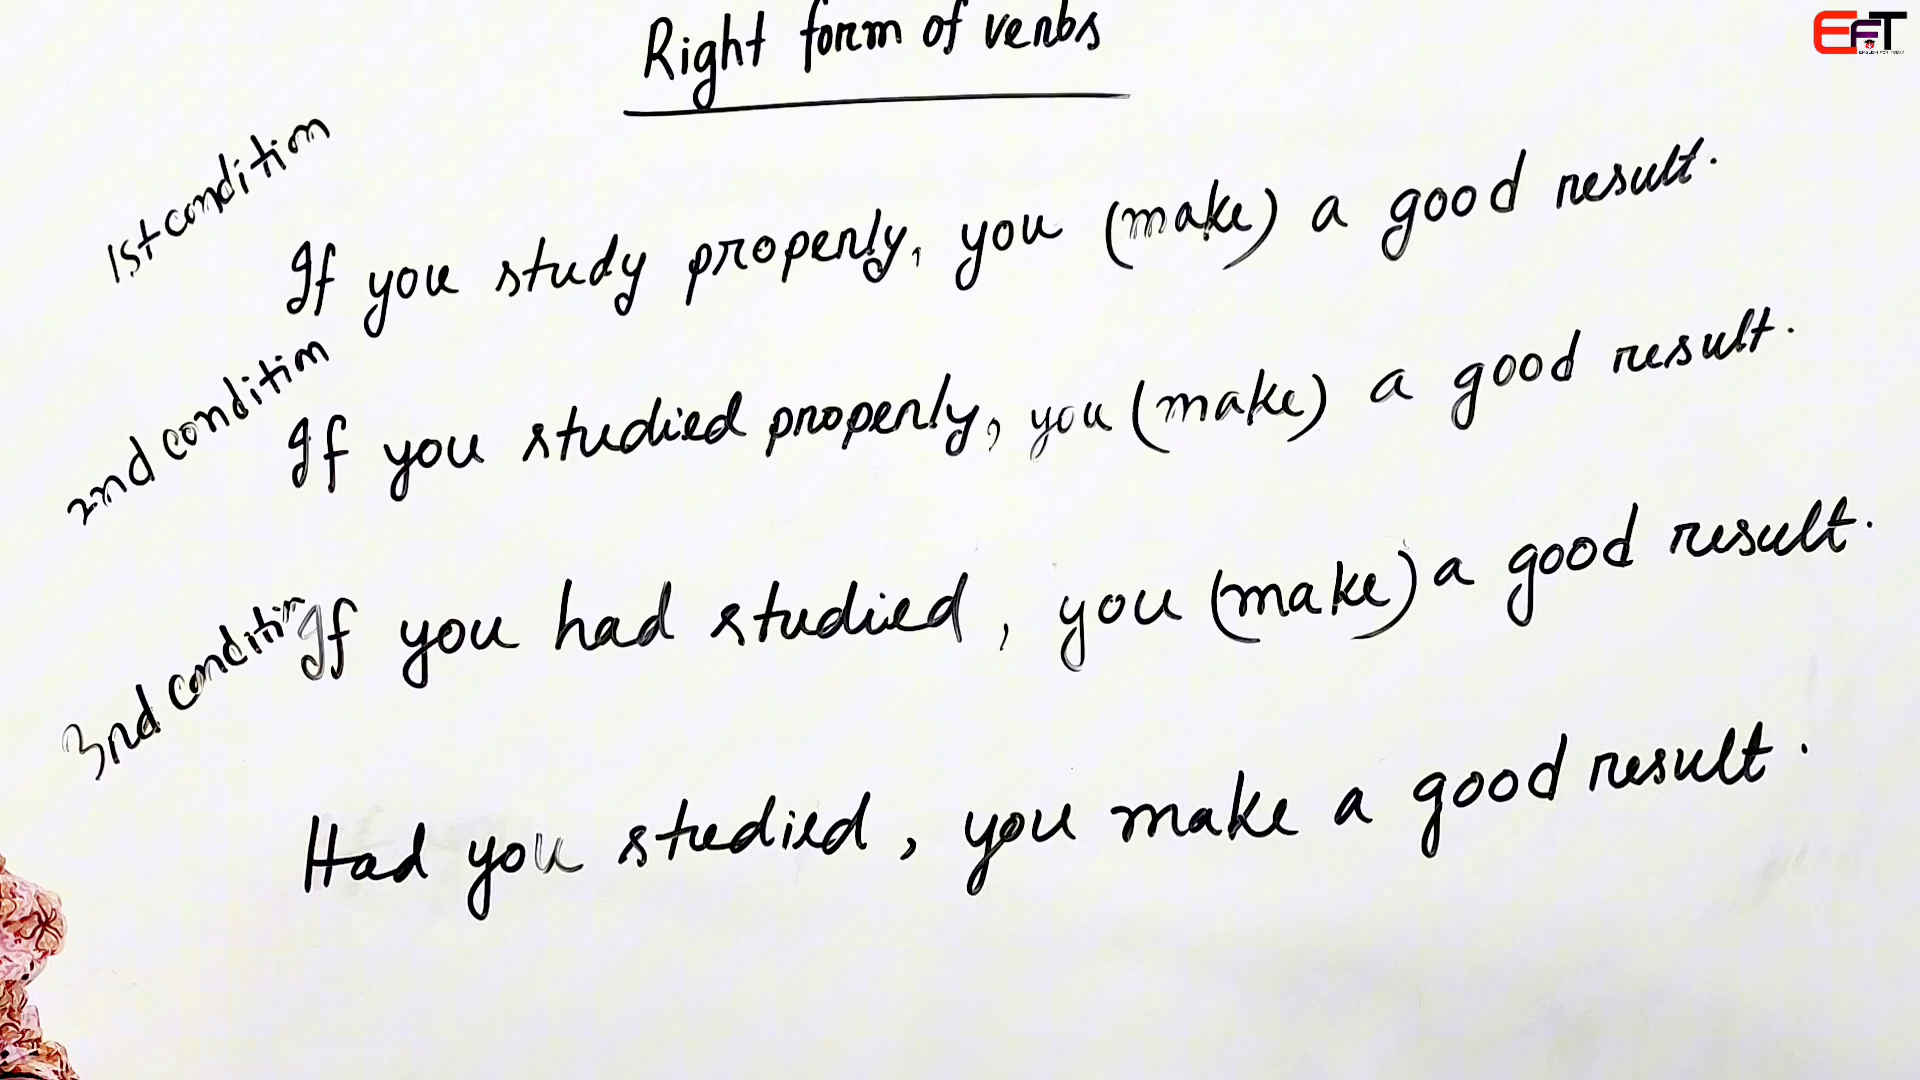 Right form of verbs
EFT
1st condition
If you study properly, you (make) a good result.
2nd condition
If you studied properly, you (make) a good result.
3rd condition
If you had studied, you (make) a good result.
Had you studied, you make a good result.